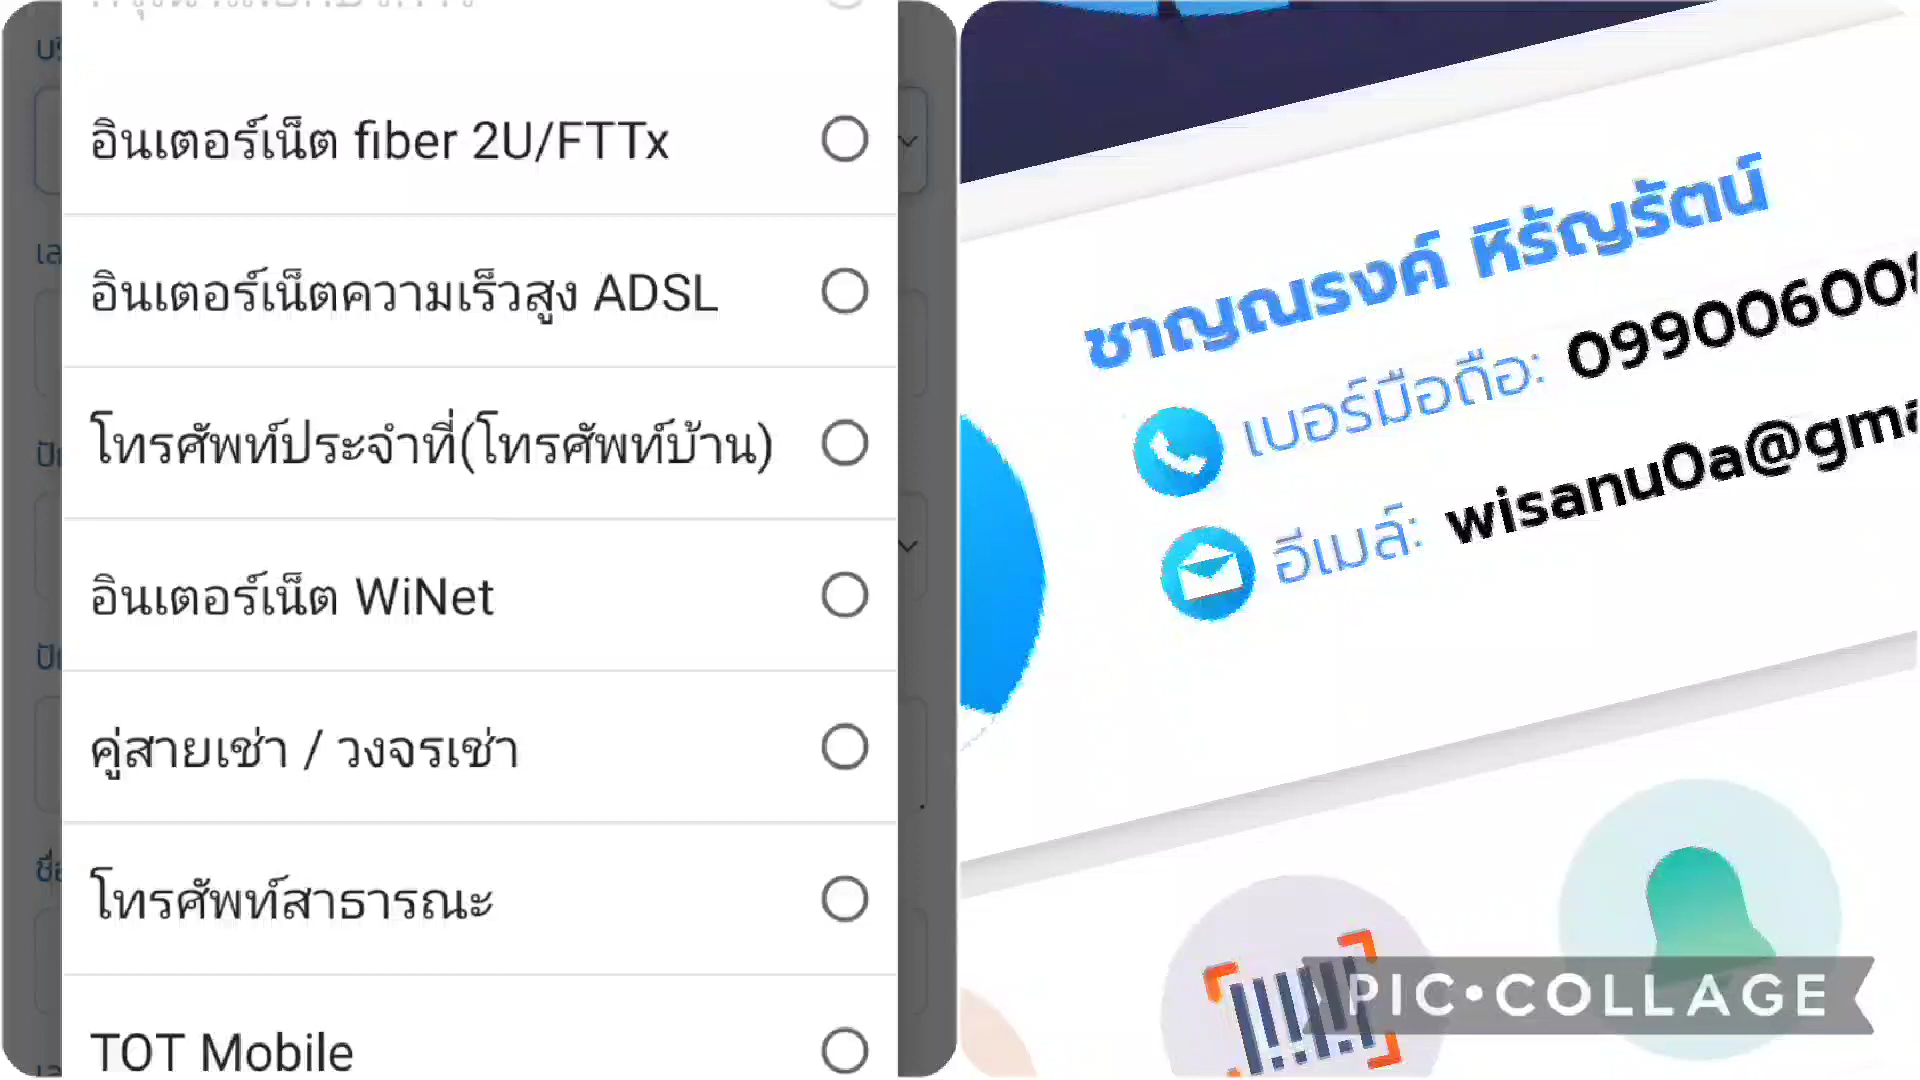 อินเตอร์เน็ต fiber 2U/FTTx
อินเตอร์เน็ตความเร็วสูง ADSL
โทรศัพท์ประจำที่(โทรศัพท์บ้าน)
อินเตอร์เน็ต WiNet
คู่สายเช่า / วงจรเช่า
โทรศัพท์สาธารณะ
TOT Mobile
ชาญณรงค์ หิรัญรัตน์
เบอร์มือถือ: 099006008
อีเมล์: wisanu0a@gma
PIC•COLLAGE